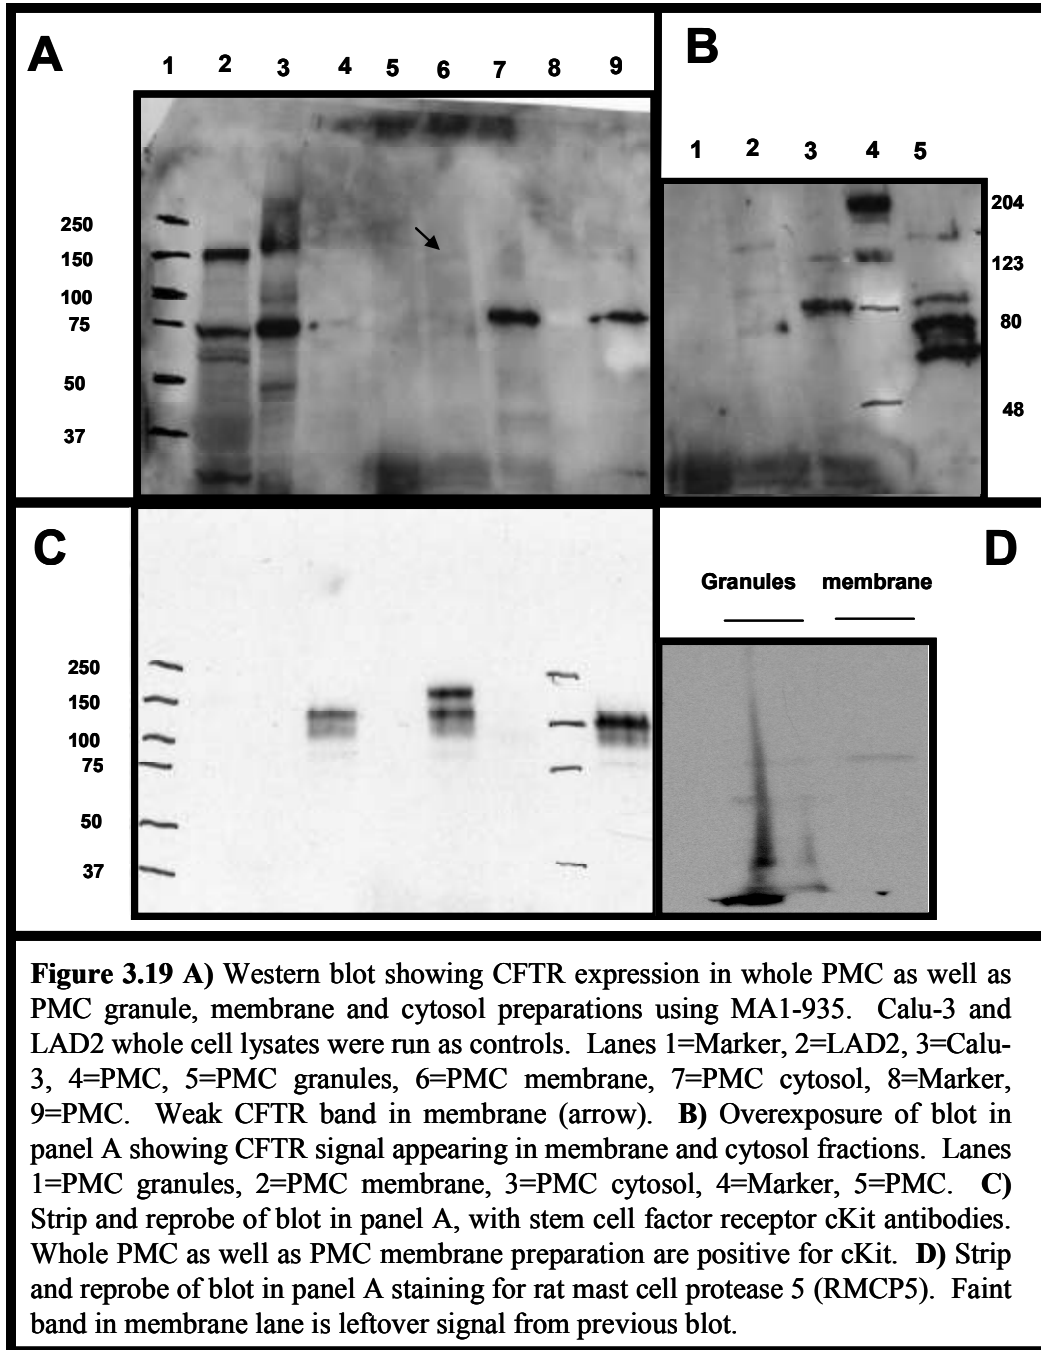 A
1 2 3 4 5 6 7 8 9
250
150
100
75
50
37
B
1 2 3 4 5
204
123
80
48
C
250
150
100
75
50
37
D
Granules membrane
Figure 3.19 A) Western blot showing CFTR expression in whole PMC as well as
PMC granule, membrane and cytosol preparations using MA1-935. Calu-3 and
LAD2 whole cell lysates were run as controls. Lanes 1=Marker, 2=LAD2, 3=Calu-
3, 4=PMC, 5=PMC granules, 6=PMC membrane, 7=PMC cytosol, 8=Marker,
9=PMC. Weak CFTR band in membrane (arrow). B) Overexposure of blot in
panel A showing CFTR signal appearing in membrane and cytosol fractions. Lanes
1=PMC granules, 2=PMC membrane, 3=PMC cytosol, 4=Marker, 5=PMC. C)
Strip and reprobe of blot in panel A, with stem cell factor receptor cKit antibodies.
Whole PMC as well as PMC membrane preparation are positive for cKit. D) Strip
and reprobe of blot in panel A staining for rat mast cell protease 5 (RMCP5). Faint
band in membrane lane is leftover signal from previous blot.